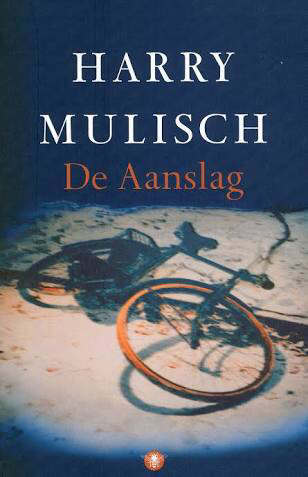 HARRY
MULISCH
De Aanslag